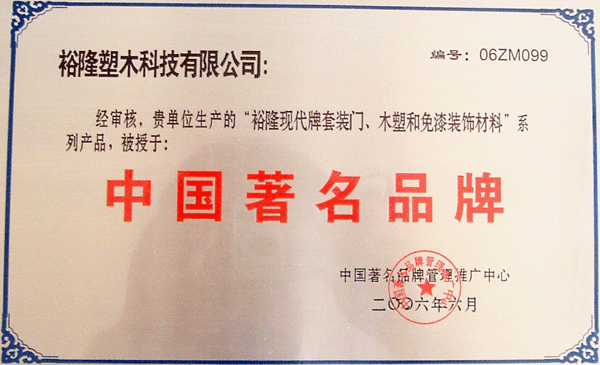 裕隆塑木科技有限公司：
编号：06ZM099
经审核，贵单位生产的“裕隆现代牌套装门、木塑和免漆装饰材料”系
列产品，被授于：
中国著名品牌
中国著名品牌管理推广中心
二〇〇六年六月